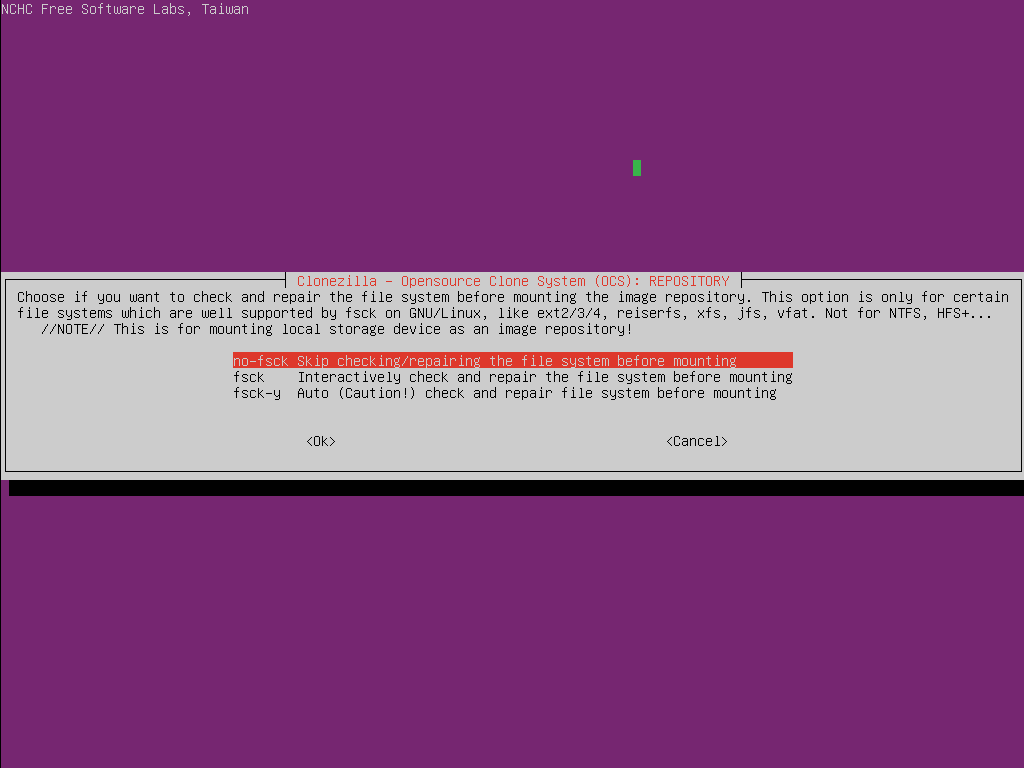 NCHC Free Software Labs, Taiwan
Clonezilla - Opensource Clone System (OCS): REPOSITORY
Choose if you want to check and repair the file system before mounting the image repository. This option is only for certain
file systems which are well supported by fsck on GNU/Linux, like ext2/3/4, reiserfs, xfs, jfs, vfat. Not for NTFS, HFS+...
//NOTE// This is for mounting local storage device as an image repository!
no-fsck Skip checking/repairing the file system before mounting
fsck    Interactively check and repair the file system before mounting
fsck-y  Auto (Caution!) check and repair file system before mounting
<Ok> <Cancel>